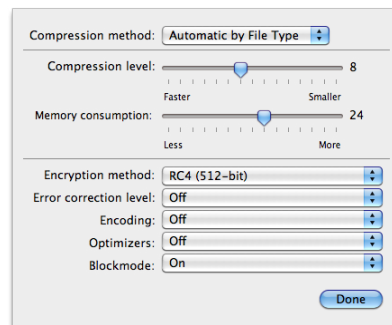 Compression method: Automatic by File Type
Compression level: 8
Faster Smaller
Memory consumption: 24
Less More
Encryption method: RC4 (512-bit)
Error correction level: Off
Encoding: Off
Optimizers: Off
Blockmode: On
Done